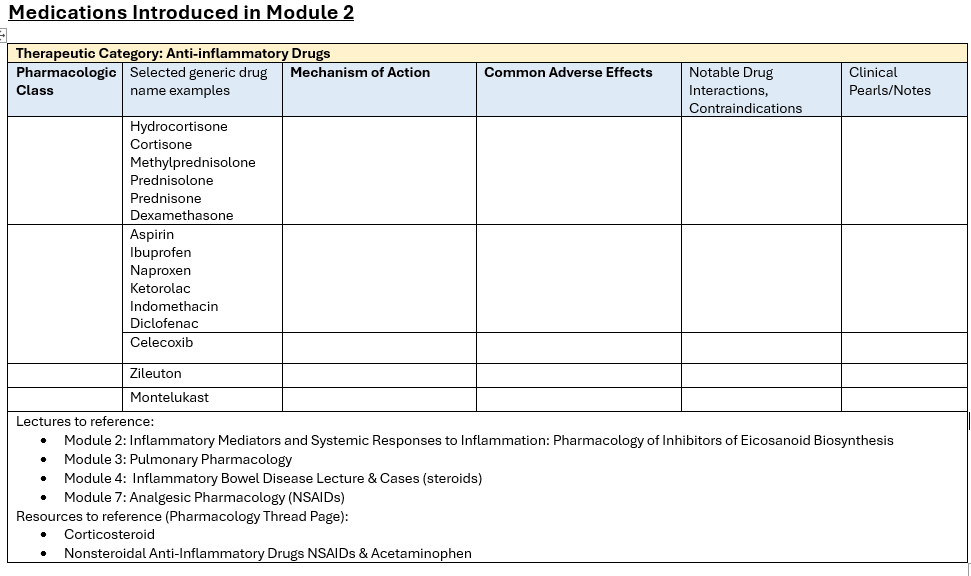 Medications Introduced in Module 2
Therapeutic Category: Anti-inflammatory Drugs
Pharmacologic
Class
Selected generic drug
name examples
Mechanism of Action
Common Adverse Effects
Notable Drug
Interactions,
Contraindications
Clinical
Pearls/Notes
Hydrocortisone
Cortisone
Methylprednisolone
Prednisolone
Prednisone
Dexamethasone
Aspirin
Ibuprofen
Naproxen
Ketorolac
Indomethacin
Diclofenac
Celecoxib
Zileuton
Montelukast
Lectures to reference:
• Module 2: Inflammatory Mediators and Systemic Responses to Inflammation: Pharmacology of Inhibitors of Eicosanoid Biosynthesis
• Module 3: Pulmonary Pharmacology
• Module 4: Inflammatory Bowel Disease Lecture & Cases (steroids)
• Module 7: Analgesic Pharmacology (NSAIDs)
Resources to reference (Pharmacology Thread Page):
• Corticosteroid
• Nonsteroidal Anti-Inflammatory Drugs NSAIDs & Acetaminophen